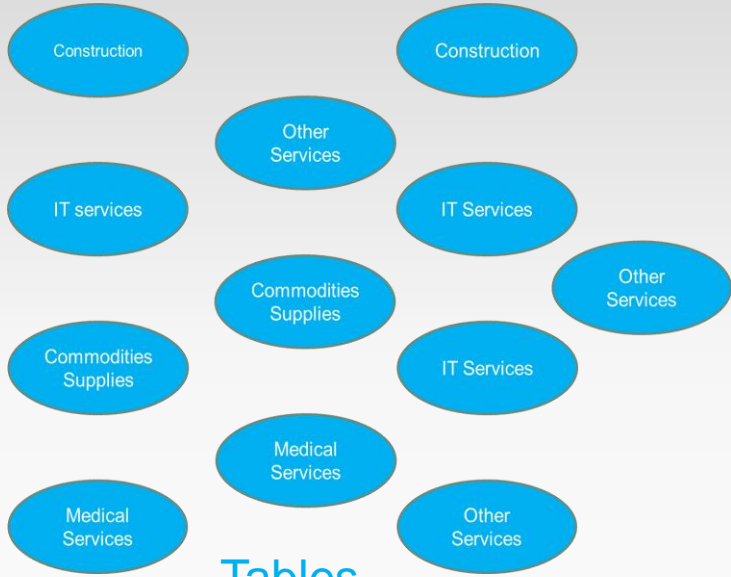 Construction
Construction
Other
Services
IT services
IT Services
Other
Services
Commodities
Supplies
Commodities
Supplies
IT Services
Medical
Services
Medical
Services
Other
Services
Tables